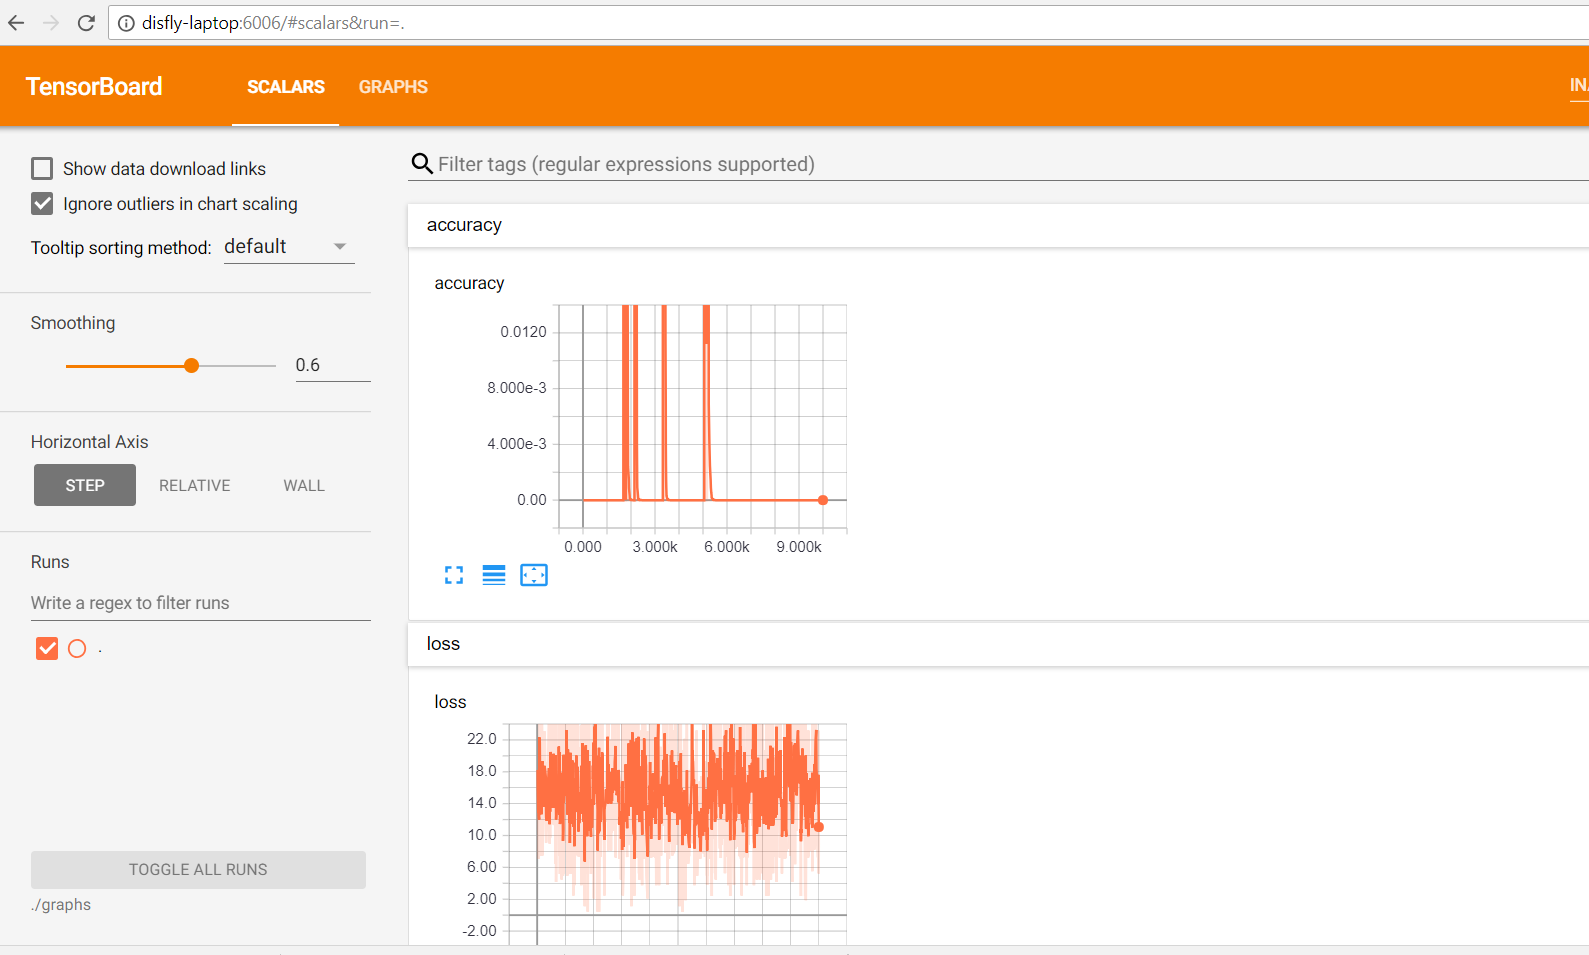 disfly-laptop:6006/#scalars&run=.
TensorBoard
SCALARS
GRAPHS
INA
Show data download links
Ignore outliers in chart scaling
Tooltip sorting method: default
Smoothing
0.6
Horizontal Axis
STEP
RELATIVE
WALL
Runs
Write a regex to filter runs
.
TOGGLE ALL RUNS
./graphs
Filter tags (regular expressions supported)
accuracy
accuracy
0.0120
8.000e-3
4.000e-3
0.00
0.000 3.000k 6.000k 9.000k
loss
loss
22.0
18.0
14.0
10.0
6.00
2.00
-2.00